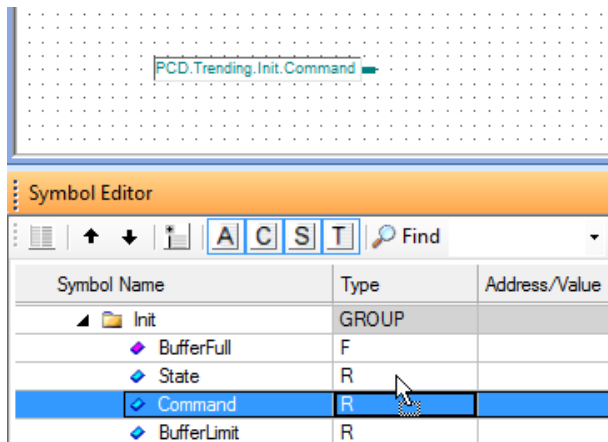 PCD.Trending.Init.Command
Symbol Editor
A C S T Find
Symbol Name Type Address/Value
Init GROUP
BufferFull F
State R
Command R
BufferLimit R